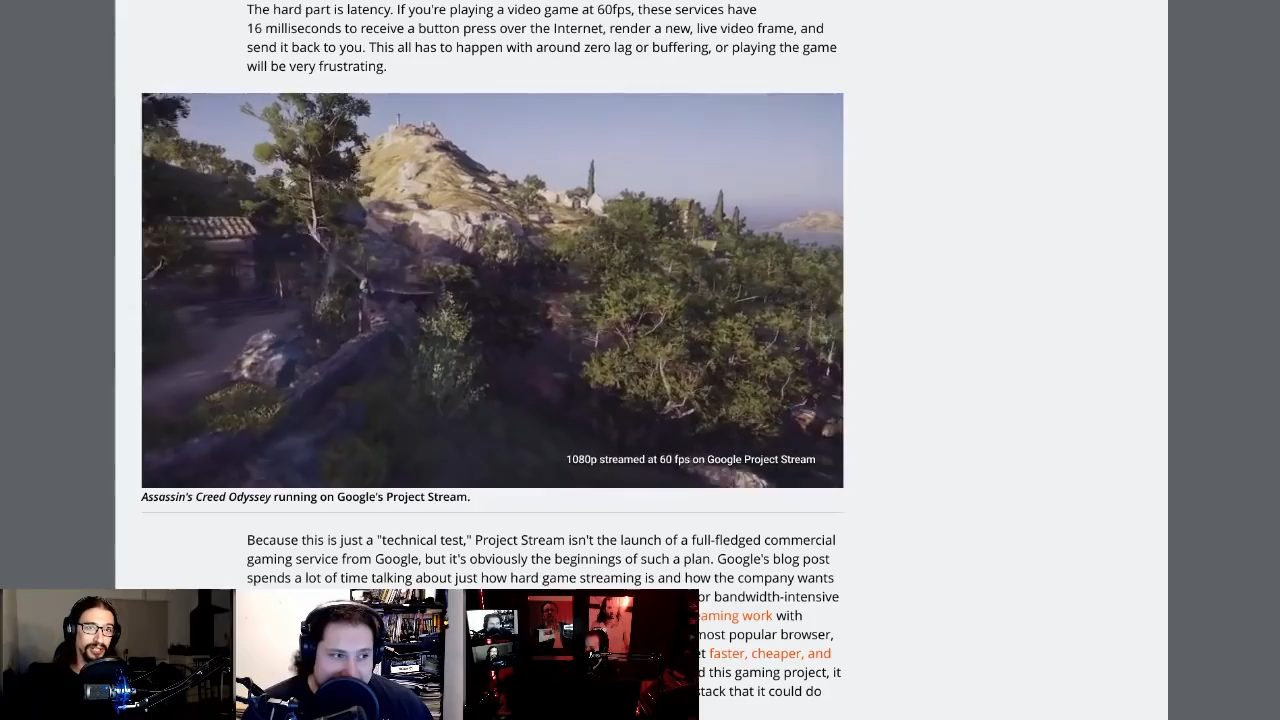 The hard part is latency. If you're playing a video game at 60fps, these services have
16 milliseconds to receive a button press over the Internet, render a new, live video frame, and
send it back to you. This all has to happen with around zero lag or buffering, or playing the game
will be very frustrating.
1080p streamed at 60 fps on Google Project Stream
Assassin's Creed Odyssey running on Google's Project Stream.
Because this is just a "technical test," Project Stream isn't the launch of a full-fledged commercial
gaming service from Google, but it's obviously the beginnings of such a plan. Google's blog post
spends a lot of time talking about just how hard game streaming is and how the company wants
or bandwidth-intensive
eaming work with
most popular browser,
et faster, cheaper, and
d this gaming project, it
stack that it could do